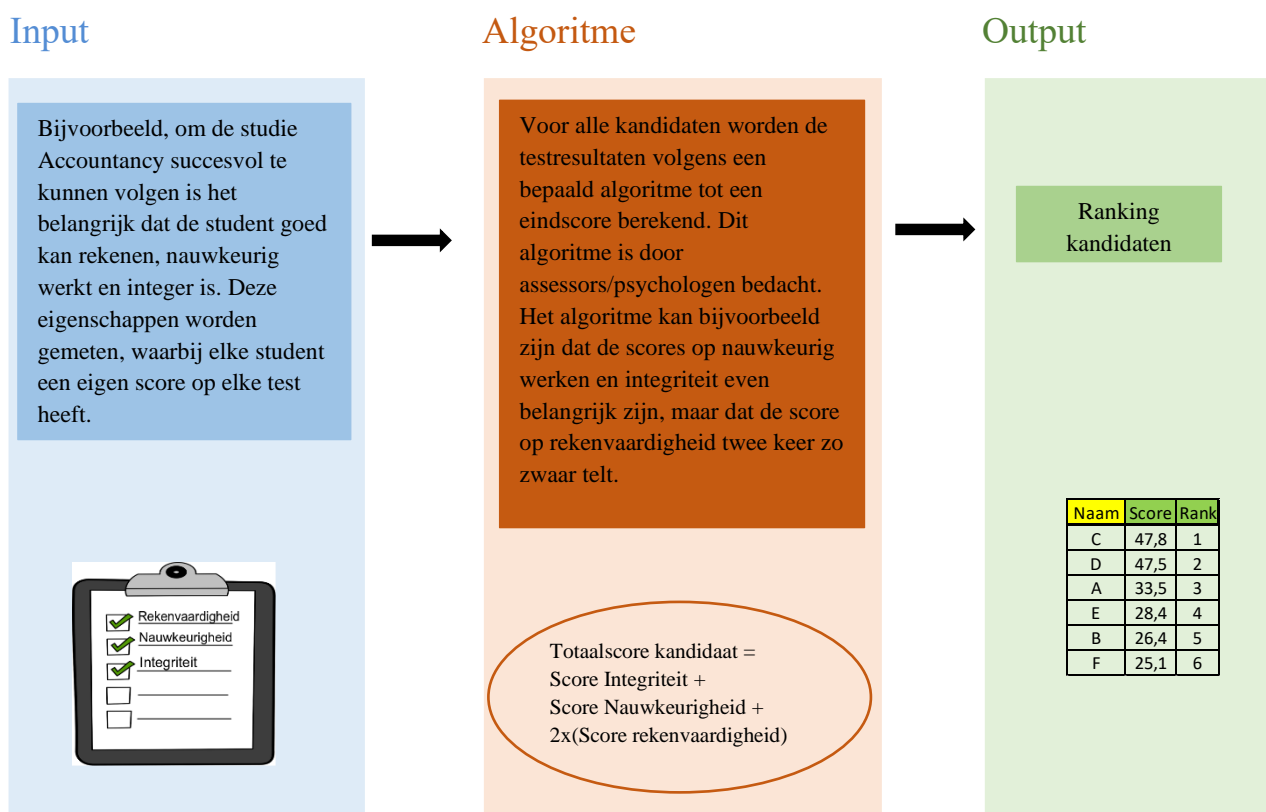 Input
Algoritme
Output
Bijvoorbeeld, om de studie
Accountancy succesvol te
kunnen volgen is het
belangrijk dat de student goed
kan rekenen, nauwkeurig
werkt en integer is. Deze
eigenschappen worden
gemeten, waarbij elke student
een eigen score op elke test
heeft.
Rekenvaardigheid
Nauwkeurigheid
Integriteit
Voor alle kandidaten worden de
testresultaten volgens een
bepaald algoritme tot een
eindscore berekend. Dit
algoritme is door
assessors/psychologen bedacht.
Het algoritme kan bijvoorbeeld
zijn dat de scores op nauwkeurig
werken en integriteit even
belangrijk zijn, maar dat de score
op rekenvaardigheid twee keer zo
zwaar telt.
Totaalscore kandidaat =
Score Integriteit +
Score Nauwkeurigheid +
2x(Score rekenvaardigheid)
Ranking
kandidaten
Naam Score Rank
C 47,8 1
D 47,5 2
A 33,5 3
E 28,4 4
B 26,4 5
F 25,1 6